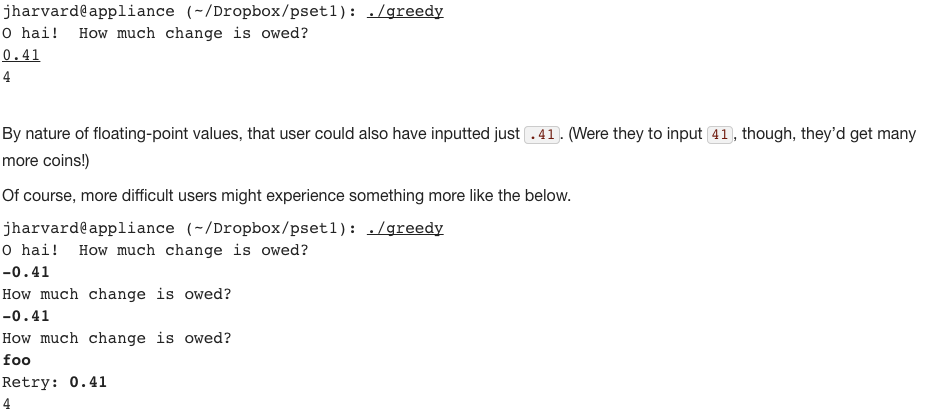 jharvard@appliance (~/Dropbox/pset1): ./greedy
O hai!  How much change is owed?
0.41
4
By nature of floating-point values, that user could also have inputted just .41. (Were they to input 41, though, they’d get many
more coins!)
Of course, more difficult users might experience something more like the below.
jharvard@appliance (~/Dropbox/pset1): ./greedy
O hai!  How much change is owed?
-0.41
How much change is owed?
-0.41
How much change is owed?
foo
Retry: 0.41
4